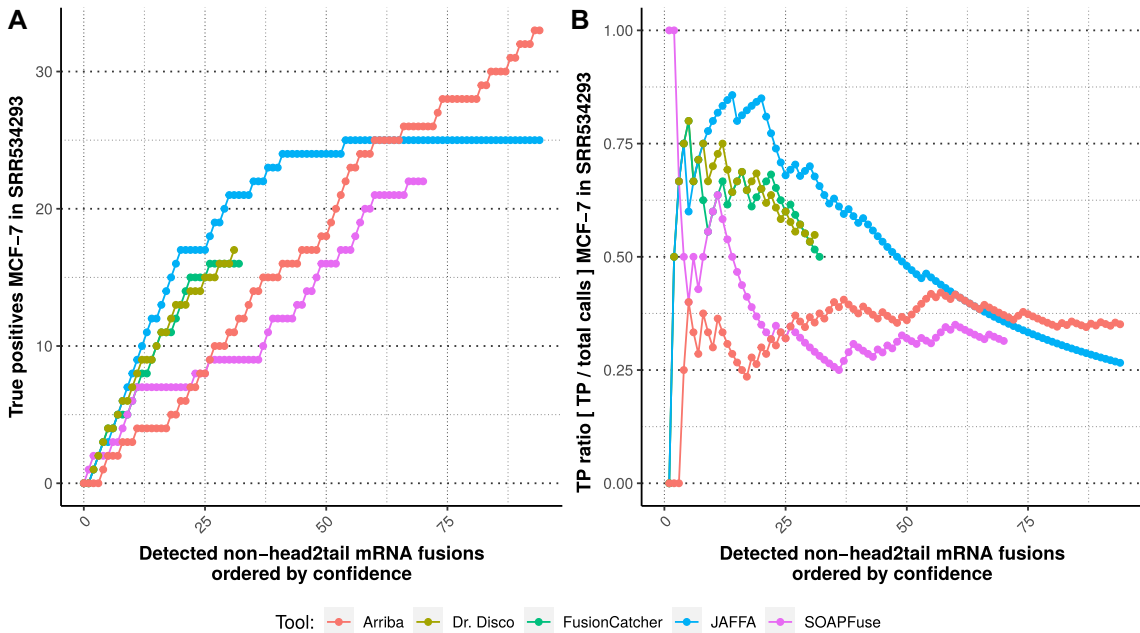 A
True positives MCF-7 in SRR534293
30
20
10
0
0
25
50
75
Detected non−head2tail mRNA fusions
ordered by confidence
B
TP ratio [ TP / total calls ] MCF-7 in SRR534293
1.00
0.75
0.50
0.25
0.00
0
25
50
75
Detected non−head2tail mRNA fusions
ordered by confidence
Tool: Arriba Dr. Disco FusionCatcher JAFFA SOAPFuse